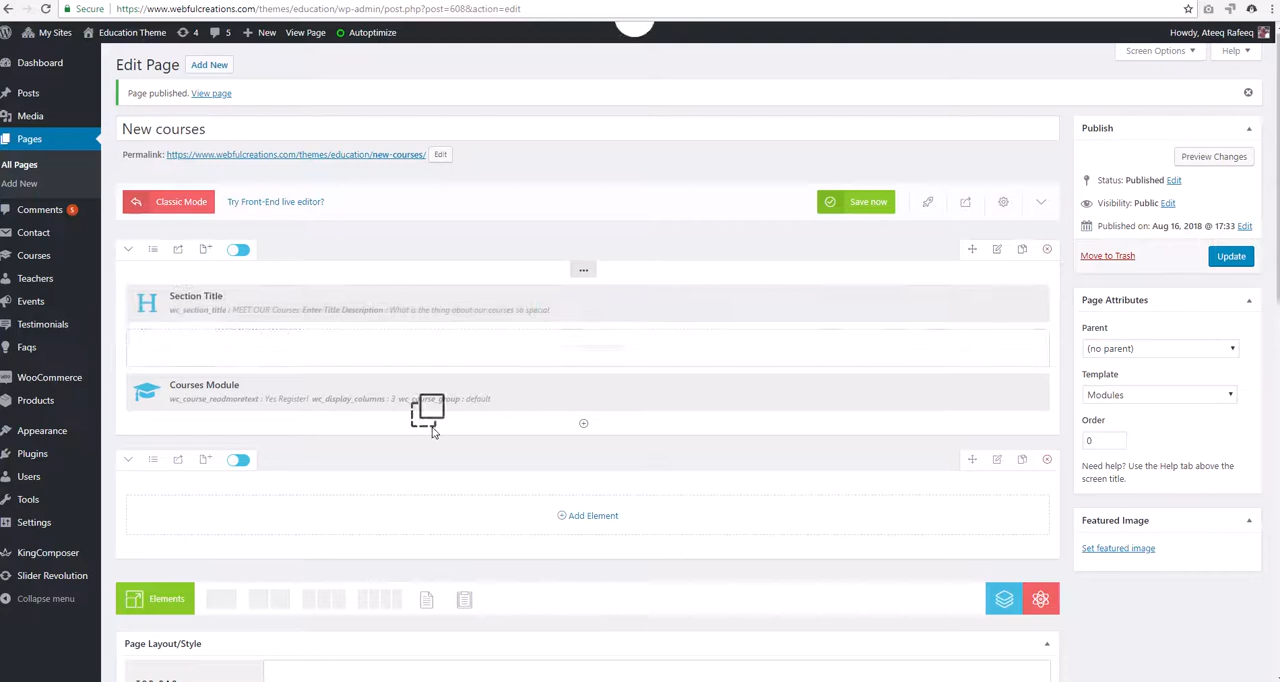 Secure
https://www.webfulcreations.com/themes/education/wp-admin/post.php?post=608&action=edit
My Sites
Education Theme
4
5
New
View Page
Autoptimize
Howdy, Ateeq Rafeeq
Dashboard
Posts
Media
Pages
All Pages
Add New
Comments 5
Contact
Courses
Teachers
Events
Testimonials
Faqs
WooCommerce
Products
Appearance
Plugins
Users
Tools
Settings
KingComposer
Slider Revolution
Collapse menu
Edit Page
Add New
Screen Options
Help
Page published. View page
New courses
Permalink: https://www.webfulcreations.com/themes/education/new-courses/ Edit
Classic Mode
Try Front-End live editor?
Save now
...
H
Section Title
wc_section_title : MEET OUR Courses Enter Title Description : What is the thing about our courses so special
Courses Module
wc_course_readmoretext : Yes Register! wc_display_columns : 3 wc_course_group : default
Add Element
Elements
Page Layout/Style
Publish
Preview Changes
Status: Published Edit
Visibility: Public Edit
Published on: Aug 16, 2018 @ 17:33 Edit
Move to Trash
Update
Page Attributes
Parent
(no parent)
Template
Modules
Order
0
Need help? Use the Help tab above the
screen title.
Featured Image
Set featured image